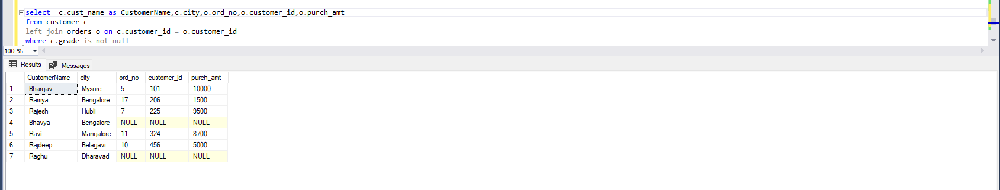 select  c.cust_name as CustomerName,c.city,o.ord_no,o.customer_id,o.purch_amt
from customer c
left join orders o on c.customer_id = o.customer_id
where c.grade is not null
100 %
Results Messages
CustomerName city ord_no customer_id purch_amt
1 Bhargav Mysore 5 101 10000
2 Ramya Bengalore 17 206 1500
3 Rajesh Hubli 7 225 9500
4 Bhavya Bengalore NULL NULL NULL
5 Ravi Mangalore 11 324 8700
6 Rajdeep Belagavi 10 456 5000
7 Raghu Dharavad NULL NULL NULL